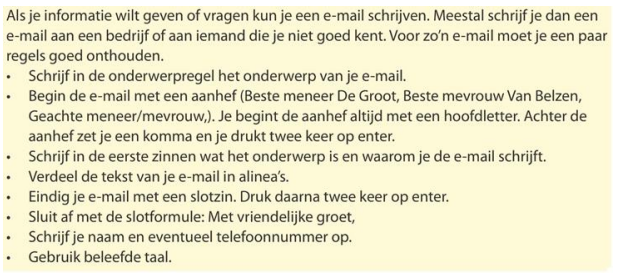 Als je informatie wilt geven of vragen kun je een e-mail schrijven. Meestal schrijf je dan een
e-mail aan een bedrijf of aan iemand die je niet goed kent. Voor zo’n e-mail moet je een paar
regels goed onthouden.
• Schrijf in de onderwerpregel het onderwerp van je e-mail.
• Begin de e-mail met een aanhef (Beste meneer De Groot, Beste mevrouw Van Belzen,
Geachte meneer/mevrouw,). Je begint de aanhef altijd met een hoofdletter. Achter de
aanhef zet je een komma en je drukt twee keer op enter.
• Schrijf in de eerste zinnen wat het onderwerp is en waarom je de e-mail schrijft.
• Verdeel de tekst van je e-mail in alinea’s.
• Eindig je e-mail met een slotzin. Druk daarna twee keer op enter.
• Sluit af met de slotformule: Met vriendelijke groet,
• Schrijf je naam en eventueel telefoonnummer op.
• Gebruik beleefde taal.